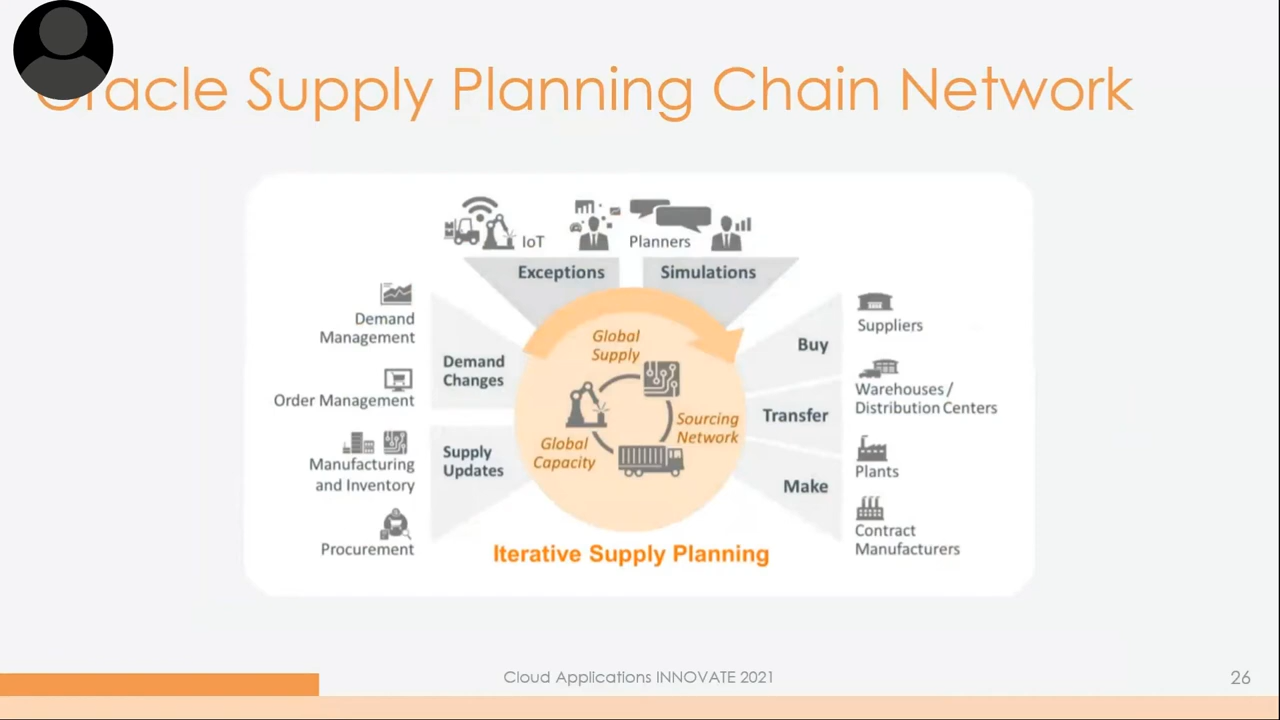 Oracle Supply Planning Chain Network
IoT
Planners
Exceptions
Simulations
Demand
Management
Order Management
Manufacturing
and Inventory
Procurement
Demand
Changes
Supply
Updates
Global
Supply
Sourcing
Network
Global
Capacity
Buy
Transfer
Make
Suppliers
Warehouses/
Distribution Centers
Plants
Contract
Manufacturers
Iterative Supply Planning
Cloud Applications INNOVATE 2021
26